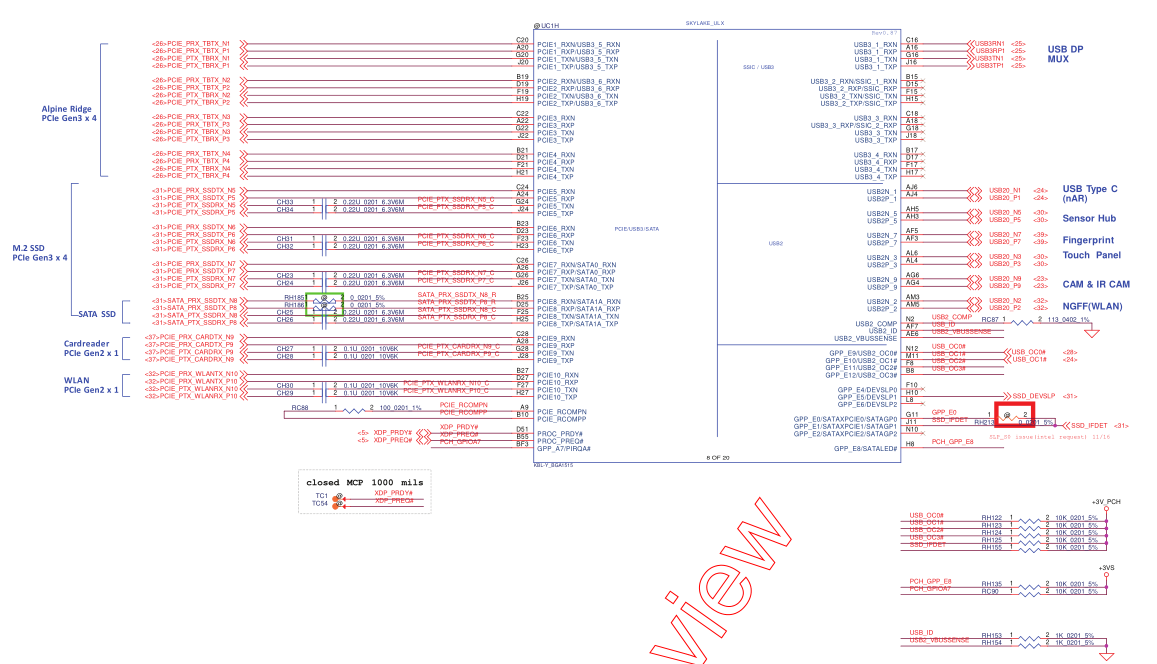 @ UC1H
SKYLAKE_ULX
Rev0.87
Alpine Ridge
PCIe Gen3 x 4
<26>PCIE_PRX_TBTX_N1
<26>PCIE_PRX_TBTX_P1
<26>PCIE_PTX_TBRX_N1
<26>PCIE_PTX_TBRX_P1
<26>PCIE_PRX_TBTX_N2
<26>PCIE_PRX_TBTX_P2
<26>PCIE_PTX_TBRX_N2
<26>PCIE_PTX_TBRX_P2
<26>PCIE_PRX_TBTX_N3
<26>PCIE_PRX_TBTX_P3
<26>PCIE_PTX_TBRX_N3
<26>PCIE_PTX_TBRX_P3
<26>PCIE_PRX_TBTX_N4
<26>PCIE_PRX_TBTX_P4
<26>PCIE_PTX_TBRX_N4
<26>PCIE_PTX_TBRX_P4
M.2 SSD
PCIe Gen3 x 4
<31>PCIE_PRX_SSDTX_N5
<31>PCIE_PRX_SSDTX_P5
<31>PCIE_PTX_SSDRX_N5 CH33 1 2 0.22U_0201_6.3V6M PCIE_PTX_SSDRX_N5_C
<31>PCIE_PTX_SSDRX_P5 CH34 1 2 0.22U_0201_6.3V6M PCIE_PTX_SSDRX_P5_C
<31>PCIE_PRX_SSDTX_N6
<31>PCIE_PRX_SSDTX_P6
<31>PCIE_PTX_SSDRX_N6 CH31 1 2 0.22U_0201_6.3V6M PCIE_PTX_SSDRX_N6_C
<31>PCIE_PTX_SSDRX_P6 CH32 1 2 0.22U_0201_6.3V6M PCIE_PTX_SSDRX_P6_C
<31>PCIE_PRX_SSDTX_N7
<31>PCIE_PRX_SSDTX_P7
<31>PCIE_PTX_SSDRX_N7 CH23 1 2 0.22U_0201_6.3V6M PCIE_PTX_SSDRX_N7_C
<31>PCIE_PTX_SSDRX_P7 CH24 1 2 0.22U_0201_6.3V6M PCIE_PTX_SSDRX_P7_C
SATA SSD
<31>SATA_PRX_SSDTX_N8 RH185 1 @ 2 0_0201_5% SATA_PRX_SSDTX_N8_R
<31>SATA_PRX_SSDTX_P8 RH186 1 @ 2 0_0201_5% SATA_PRX_SSDTX_P8_R
<31>SATA_PTX_SSDRX_N8 CH25 1 2 0.22U_0201_6.3V6M SATA_PTX_SSDRX_N8_C
<31>SATA_PTX_SSDRX_P8 CH26 1 2 0.22U_0201_6.3V6M SATA_PTX_SSDRX_P8_C
Cardreader
PCIe Gen2 x 1
<37>PCIE_PRX_CARDTX_N9
<37>PCIE_PRX_CARDTX_P9
<37>PCIE_PTX_CARDRX_P9 CH27 1 2 0.1U_0201_10V6K PCIE_PTX_CARDRX_N9_C
<37>PCIE_PTX_CARDRX_N9 CH28 1 2 0.1U_0201_10V6K PCIE_PTX_CARDRX_P9_C
WLAN
PCIe Gen2 x 1
<32>PCIE_PRX_WLANTX_N10
<32>PCIE_PRX_WLANTX_P10
<32>PCIE_PTX_WLANRX_N10 CH30 1 2 0.1U_0201_10V6K PCIE_PTX_WLANRX_N10_C
<32>PCIE_PTX_WLANRX_P10 CH29 1 2 0.1U_0201_10V6K PCIE_PTX_WLANRX_P10_C
RC88 1 2 100_0201_1% PCIE_RCOMPN
PCIE_RCOMPP
<5> XDP_PRDY# XDP_PRDY#
<5> XDP_PREQ# XDP_PREQ#
PCH_GPIOA7
C20 PCIE1_RXN/USB3_5_RXN
A20 PCIE1_RXP/USB3_5_RXP
G20 PCIE1_TXN/USB3_5_TXN
J20 PCIE1_TXP/USB3_5_TXP
B19 PCIE2_RXN/USB3_6_RXN
D19 PCIE2_RXP/USB3_6_RXP
F19 PCIE2_TXN/USB3_6_TXN
H19 PCIE2_TXP/USB3_6_TXP
C22 PCIE3_RXN
A22 PCIE3_RXP
G22 PCIE3_TXN
J22 PCIE3_TXP
B21 PCIE4_RXN
D21 PCIE4_RXP
F21 PCIE4_TXN
H21 PCIE4_TXP
C24 PCIE5_RXN
A24 PCIE5_RXP
G24 PCIE5_TXN
J24 PCIE5_TXP
B23 PCIE6_RXN
D23 PCIE6_RXP
F23 PCIE6_TXN
H23 PCIE6_TXP
C26 PCIE7_RXN/SATA0_RXN
A26 PCIE7_RXP/SATA0_RXP
G26 PCIE7_TXN/SATA0_TXN
J26 PCIE7_TXP/SATA0_TXP
B25 PCIE8_RXN/SATA1A_RXN
D25 PCIE8_RXP/SATA1A_RXP
F25 PCIE8_TXN/SATA1A_TXN
H25 PCIE8_TXP/SATA1A_TXP
A28 PCIE9_RXN
C28 PCIE9_RXP
G28 PCIE9_TXN
J28 PCIE9_TXP
B27 PCIE10_RXN
D27 PCIE10_RXP
F27 PCIE10_TXN
H27 PCIE10_TXP
A9 PCIE_RCOMPN
B10 PCIE_RCOMPP
D51 PROC_PRDY#
B55 PROC_PREQ#
BF3 GPP_A7/PIRQA#
KBL-Y_BGA1515
PCIE/USB3/SATA
SSIC / USB3
USB2
8 OF 20
USB3_1_RXN C16 USB3RN1 <25>
USB3_1_RXP A16 USB3RP1 <25>
USB3_1_TXN G16 USB3TN1 <25>
USB3_1_TXP J16 USB3TP1 <25>
USB DP
MUX
USB3_2_RXN/SSIC_1_RXN B15
USB3_2_RXP/SSIC_1_RXP D15
USB3_2_TXN/SSIC_1_TXN F15
USB3_2_TXP/SSIC_1_TXP H15
USB3_3_RXN C18
USB3_3_RXP/SSIC_2_RXP A18
USB3_3_TXN G18
USB3_3_TXP J18
USB3_4_RXN B17
USB3_4_RXP D17
USB3_4_TXN F17
USB3_4_TXP H17
USB2N_1 AJ6 USB20_N1 <24>
USB2P_1 AJ4 USB20_P1 <24>
USB Type C
(nAR)
USB2N_5 AH5 USB20_N5 <30>
USB2P_5 AH3 USB20_P5 <30>
Sensor Hub
USB2N_7 AF5 USB20_N7 <39>
USB2P_7 AF3 USB20_P7 <39>
Fingerprint
USB2N_3 AL6 USB20_N3 <30>
USB2P_3 AL4 USB20_P3 <30>
Touch Panel
USB2N_9 AG6 USB20_N9 <23>
USB2P_9 AG4 USB20_P9 <23>
CAM & IR CAM
USB2N_2 AM3 USB20_N2 <32>
USB2P_2 AM5 USB20_P2 <32>
NGFF(WLAN)
USB2_COMP N2 USB2_COMP RC87 1 2 113_0402_1%
USB2_ID AF7 USB_ID
USB2_VBUSSENSE AE6 USB2_VBUSSENSE
GPP_E9/USB2_OC0# N12 USB_OC0# USB_OC0# <28>
GPP_E10/USB2_OC1# M11 USB_OC1# USB_OC1# <24>
GPP_E11/USB2_OC2# F8 USB_OC2#
GPP_E12/USB2_OC3# B8 USB_OC3#
GPP_E4/DEVSLP0 F10
GPP_E5/DEVSLP1 H10 SSD_DEVSLP <31>
GPP_E6/DEVSLP2 L8
GPP_E0/SATAXPCIE0/SATAGP0 G11 GPP_E0 1 @ 2
GPP_E1/SATAXPCIE1/SATAGP1 J11 SSD_IFDET 0_0201_5% SSD_IFDET <31>
GPP_E2/SATAXPCIE2/SATAGP2 N10
SLP_S0 issue(intel request) 11/16
GPP_E8/SATALED# H8 PCH_GPP_E8
closed MCP 1000 mils
TC1 @ XDP_PRDY#
TC54 @ XDP_PREQ#
view
+3V_PCH
USB_OC0# RH122 1 2 10K_0201_5%
USB_OC1# RH123 1 2 10K_0201_5%
USB_OC2# RH124 1 2 10K_0201_5%
USB_OC3# RH125 1 2 10K_0201_5%
SSD_IFDET RH155 1 2 10K_0201_5%
+3VS
PCH_GPP_E8 RH135 1 2 10K_0201_5%
PCH_GPIOA7 RC90 1 2 10K_0201_5%
USB_ID RH153 1 2 1K_0201_5%
USB2_VBUSSENSE RH154 1 2 1K_0201_5%